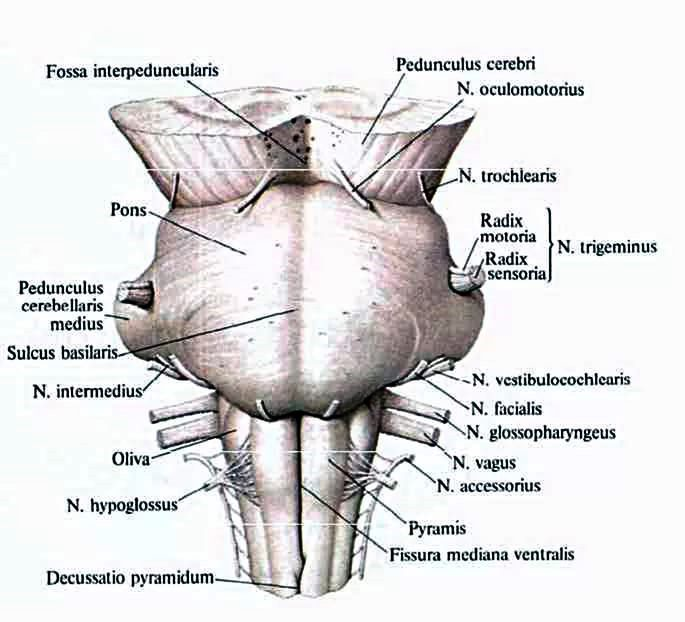 Fossa interpeduncularis
Pedunculus cerebri
N. oculomotorius
N. trochlearis
Pons
Radix
motoria
Radix
sensoria
N. trigeminus
Pedunculus
cerebellaris
medius
Sulcus basilaris
N. intermedius
N. vestibulocochlearis
N. facialis
N. glossopharyngeus
Oliva
N. vagus
N. accessorius
N. hypoglossus
Pyramis
Fissura mediana ventralis
Decussatio pyramidum